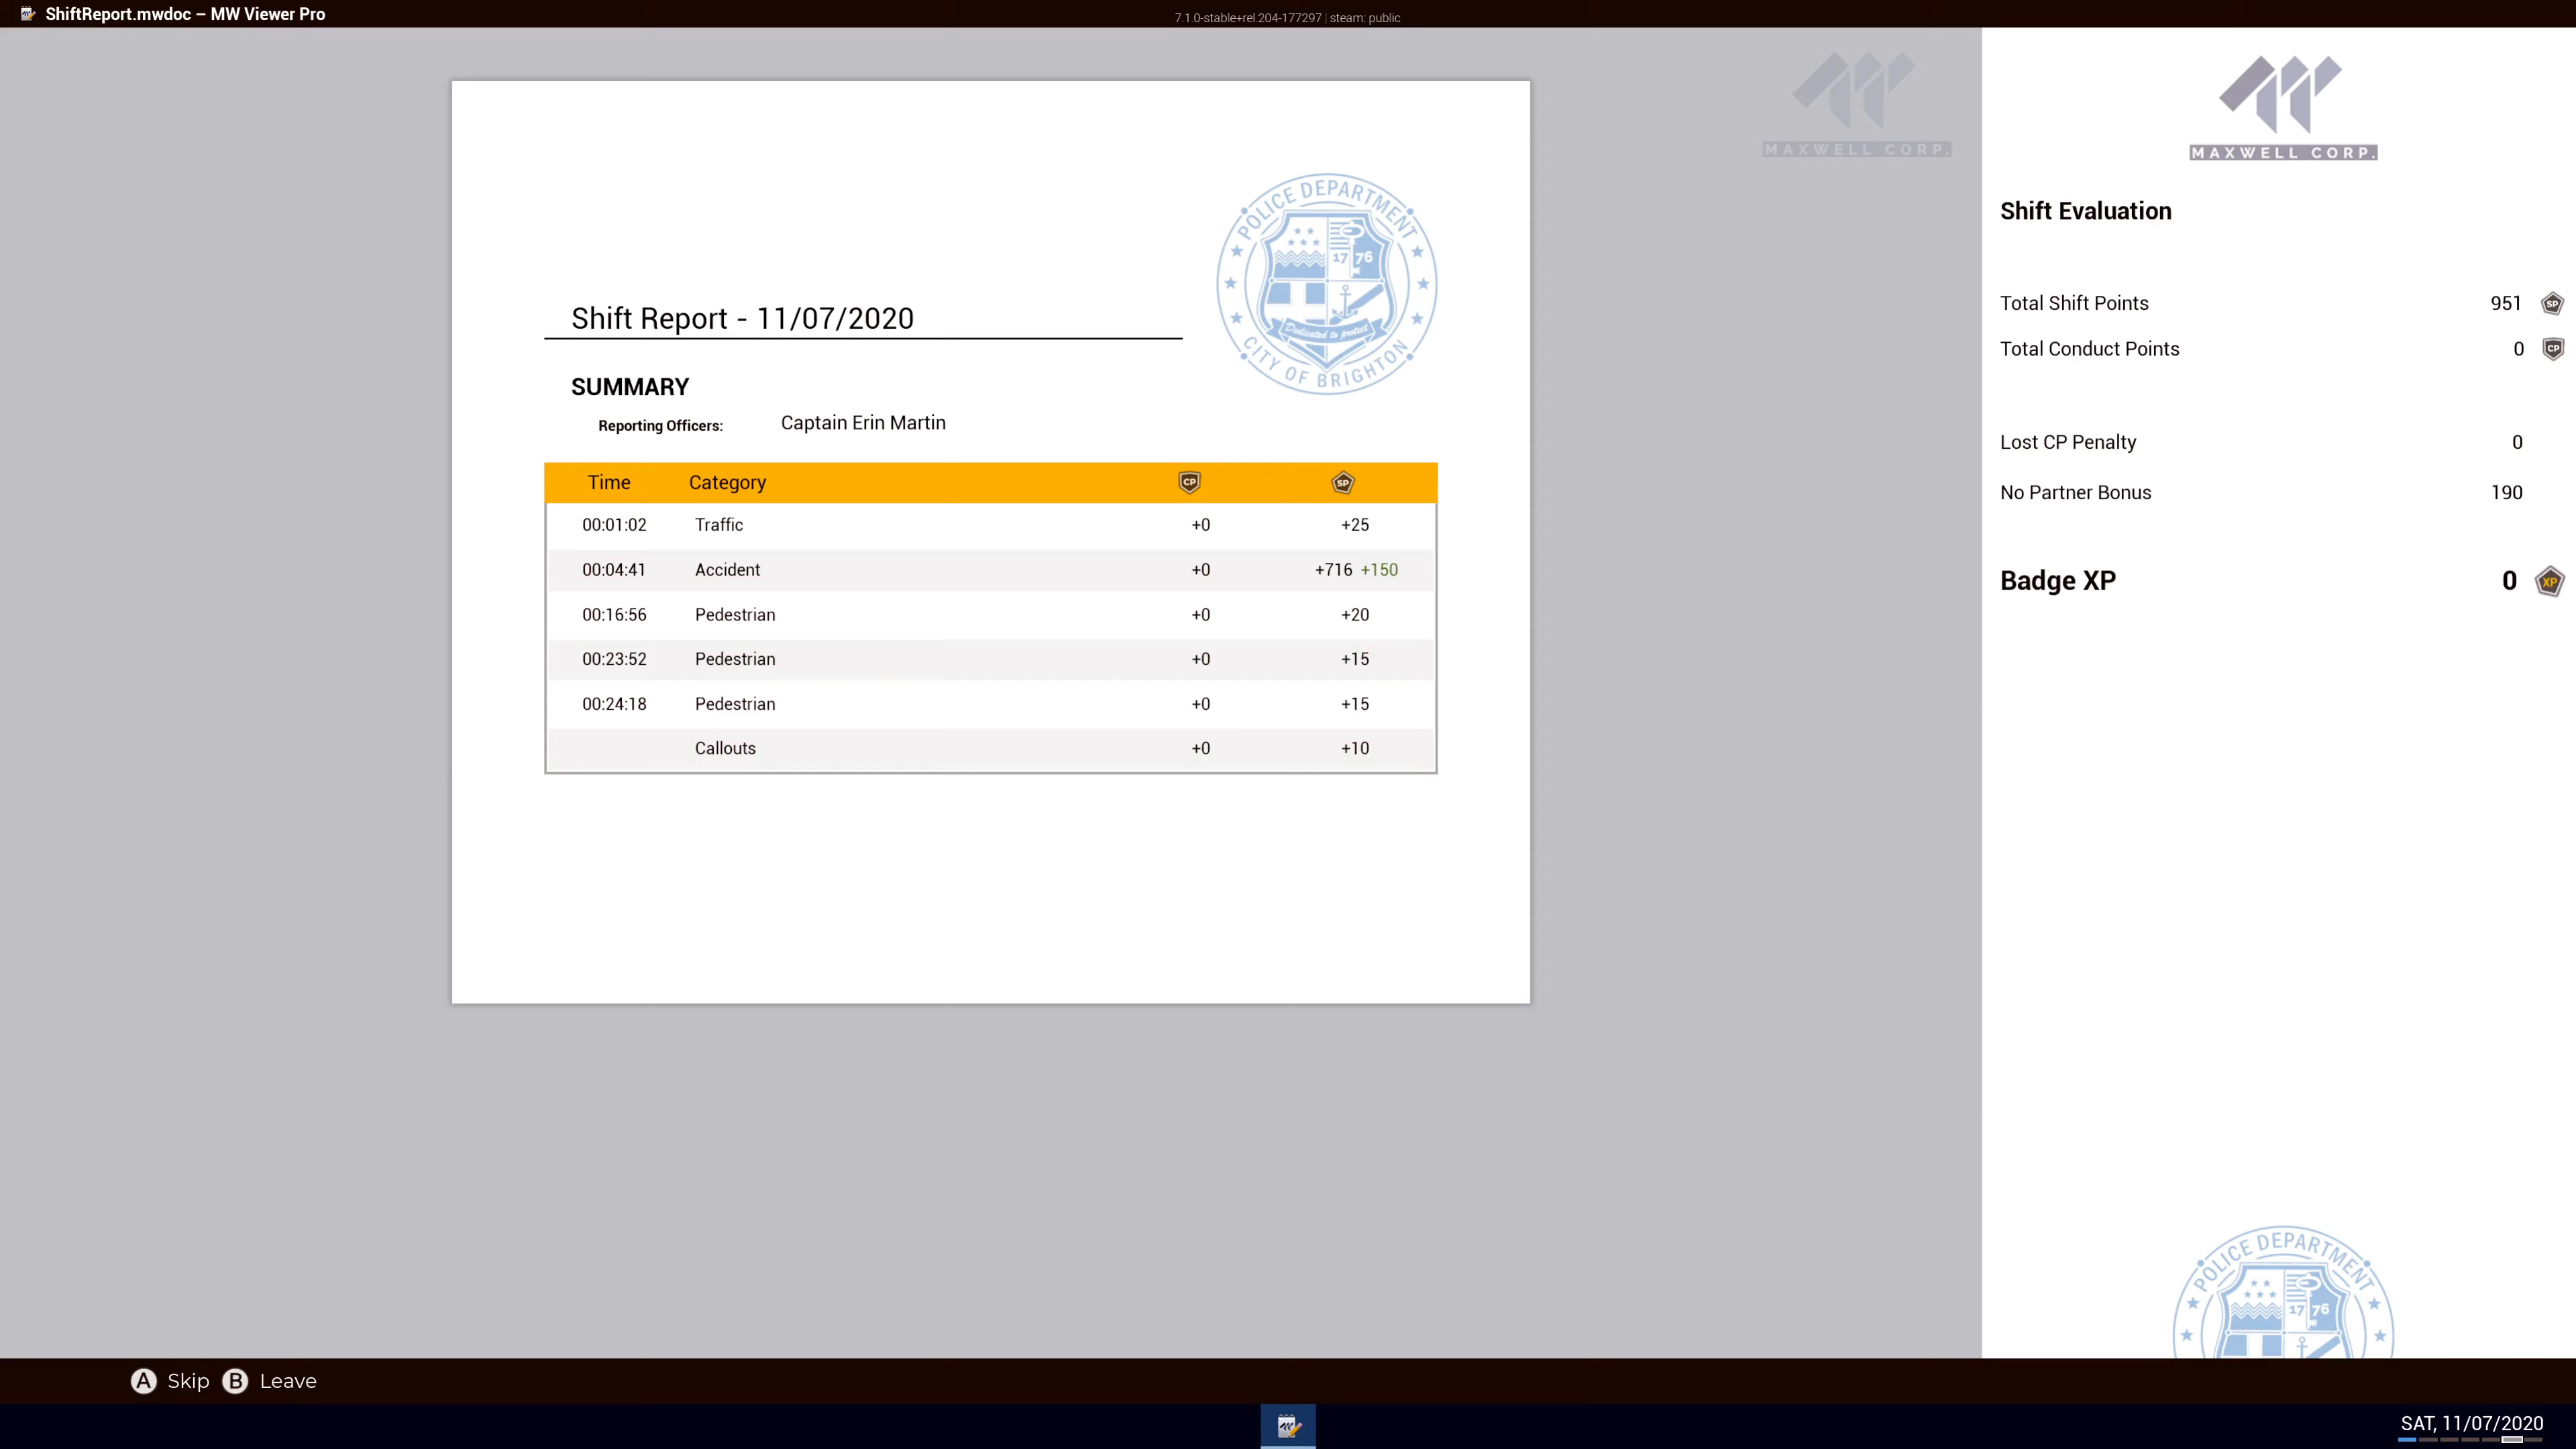 ShiftReport.mwdoc – MW Viewer Pro
7.1.0-stable+rel.204-177297 | steam: public
MAXWELL CORP.
MAXWELL CORP.
POLICE DEPARTMENT
17 76
Dedicated to protect
CITY OF BRIGHTON
Shift Report - 11/07/2020
SUMMARY
Reporting Officers: Captain Erin Martin
Time Category CP SP
00:01:02 Traffic +0 +25
00:04:41 Accident +0 +716 +150
00:16:56 Pedestrian +0 +20
00:23:52 Pedestrian +0 +15
00:24:18 Pedestrian +0 +15
Callouts +0 +10
Shift Evaluation
Total Shift Points 951 SP
Total Conduct Points 0 CP
Lost CP Penalty 0
No Partner Bonus 190
Badge XP 0 XP
POLICE DEPARTMENT
17 76
A Skip B Leave
SAT, 11/07/2020